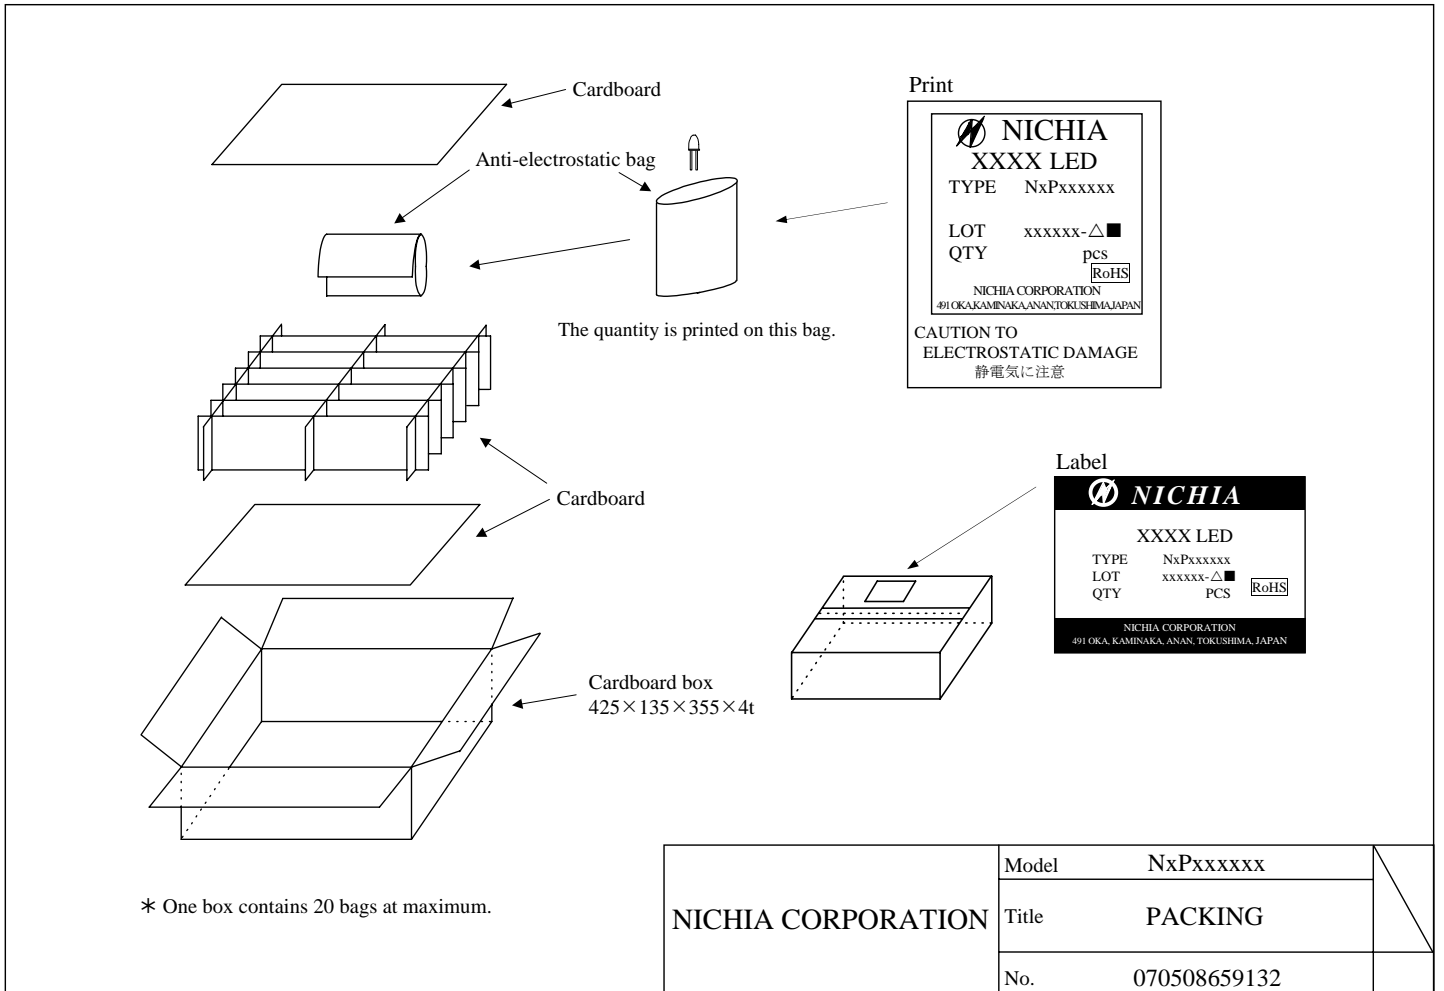 Cardboard
Anti-electrostatic bag
The quantity is printed on this bag.
Print
NICHIA
XXXX LED
TYPE NxPxxxxxx
LOT xxxxxx-△■
QTY pcs
RoHS
NICHIA CORPORATION
491 OKA,KAMINAKA,ANAN,TOKUSHIMA,JAPAN
CAUTION TO
ELECTROSTATIC DAMAGE
静電気に注意
Cardboard
Label
NICHIA
XXXX LED
TYPE NxPxxxxxx
LOT xxxxxx-△■
QTY PCS
RoHS
NICHIA CORPORATION
491 OKA, KAMINAKA, ANAN, TOKUSHIMA, JAPAN
Cardboard box
425×135×355×4t
＊ One box contains 20 bags at maximum.
NICHIA CORPORATION
Model NxPxxxxxx
Title PACKING
No. 070508659132